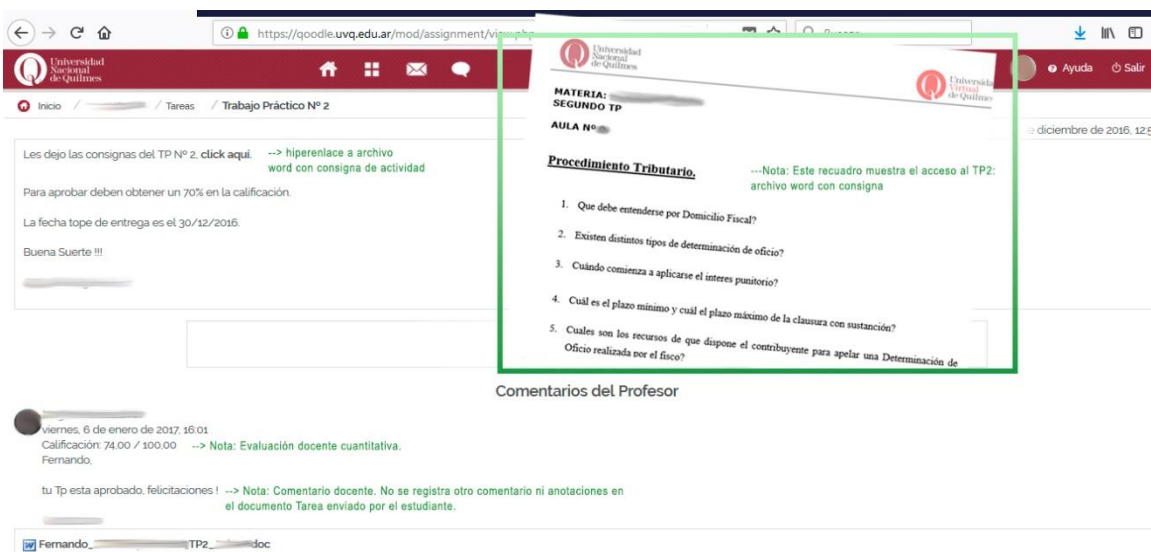 https://qoodle.uvq.edu.ar/mod/assignment/view.php
Universidad
Nacional
de Quilmes
Ayuda
Salir
Inicio / / Tareas / Trabajo Práctico Nº 2
diciembre de 2016, 12:5
Les dejo las consignas del TP Nº 2, click aquí.
--> hiperenlace a archivo
word con consigna de actividad
Para aprobar deben obtener un 70% en la calificación.
La fecha tope de entrega es el 30/12/2016.
Buena Suerte !!!
Universidad
Nacional
de Quilmes
Universida
Virtual
de Quilmes
MATERIA:
SEGUNDO TP
AULA Nº
Procedimiento Tributario.
---Nota: Este recuadro muestra el acceso al TP2:
archivo word con consigna
1. Que debe entenderse por Domicilio Fiscal?
2. Existen distintos tipos de determinación de oficio?
3. Cuándo comienza a aplicarse el interes punitorio?
4. Cuál es el plazo mínimo y cuál el plazo máximo de la clausura con sustanción?
5. Cuales son los recursos de que dispone el contribuyente para apelar una Determinación de
Oficio realizada por el fisco?
Comentarios del Profesor
viernes, 6 de enero de 2017, 16:01
Calificación: 74,00 / 100,00 --> Nota: Evaluación docente cuantitativa.
Fernando,
tu Tp esta aprobado, felicitaciones ! --> Nota: Comentario docente. No se registra otro comentario ni anotaciones en
el documento Tarea enviado por el estudiante.
Fernando_ TP2_ doc